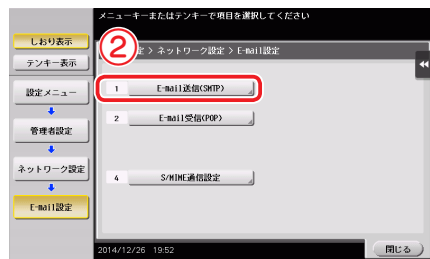 メニューキーまたはテンキーで項目を選択してください
しおり表示
テンキー表示
設定メニュー
管理者設定
ネットワーク設定
E-mail設定
②
定 > ネットワーク設定 > E-mail設定
1 E-mail送信(SMTP)
2 E-mail受信(POP)
4 S/MIME通信設定
2014/12/26 19:52
閉じる